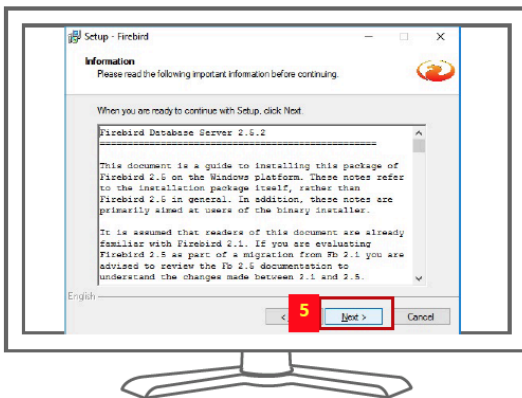 Setup - Firebird
Information
Please read the following important information before continuing.
When you are ready to continue with Setup, click Next.
Firebird Database Server 2.5.2
This document is a guide to installing this package of
Firebird 2.5 on the Windows platform. These notes refer
to the installation package itself, rather than
Firebird 2.5 in general. In addition, these notes are
primarily aimed at users of the binary installer.
It is assumed that readers of this document are already
familiar with Firebird 2.1. If you are evaluating
Firebird 2.5 as part of a migration from Fb 2.1 you are
advised to review the Fb 2.5 documentation to
understand the changes made between 2.1 and 2.5.
English
< 5 Next > Cancel